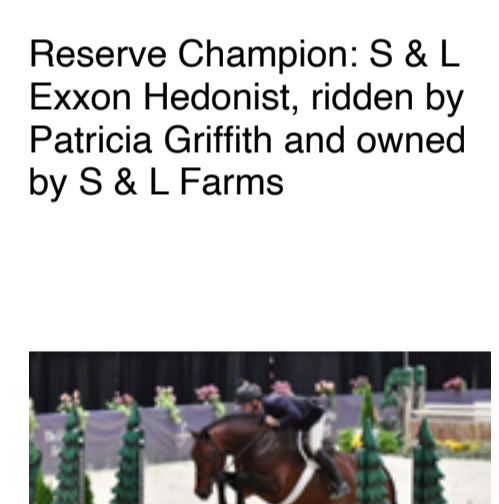 Reserve Champion: S & L
Exxon Hedonist, ridden by
Patricia Griffith and owned
by S & L Farms